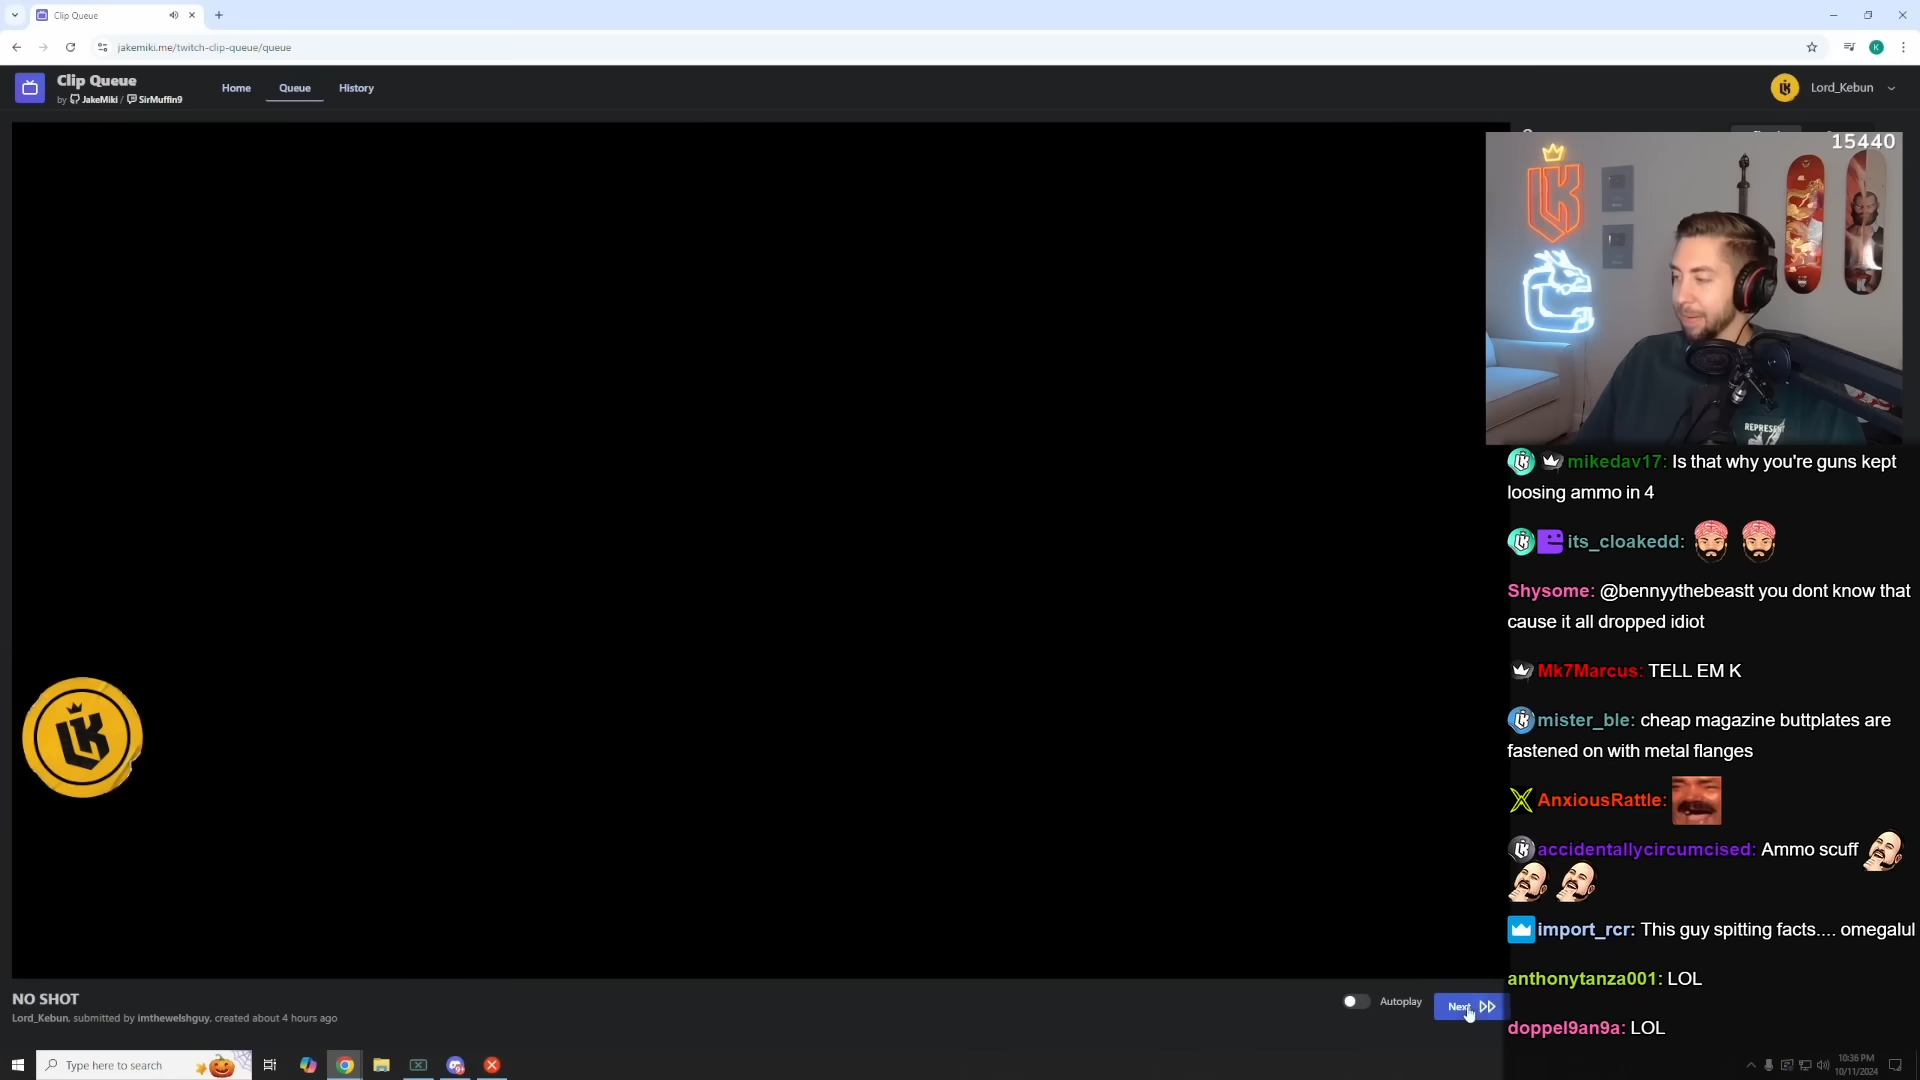 Clip Queue
jakemiki.me/twitch-clip-queue/queue
K
Clip Queue
by JakeMiki / SirMuffin9
Home
Queue
History
LK
Lord_Kebun
15440
LK
REPRESENT
mikedav17: Is that why you're guns kept
loosing ammo in 4
its_cloakedd:
Shysome: @bennyythebeastt you dont know that
cause it all dropped idiot
Mk7Marcus: TELL EM K
mister_ble: cheap magazine buttplates are
fastened on with metal flanges
AnxiousRattle:
accidentallycircumcised: Ammo scuff
import_rcr: This guy spitting facts.... omegalul
anthonytanza001: LOL
doppel9an9a: LOL
LK
NO SHOT
Lord_Kebun, submitted by imthewelshguy, created about 4 hours ago
Autoplay
Next
Type here to search
10:36 PM
10/11/2024